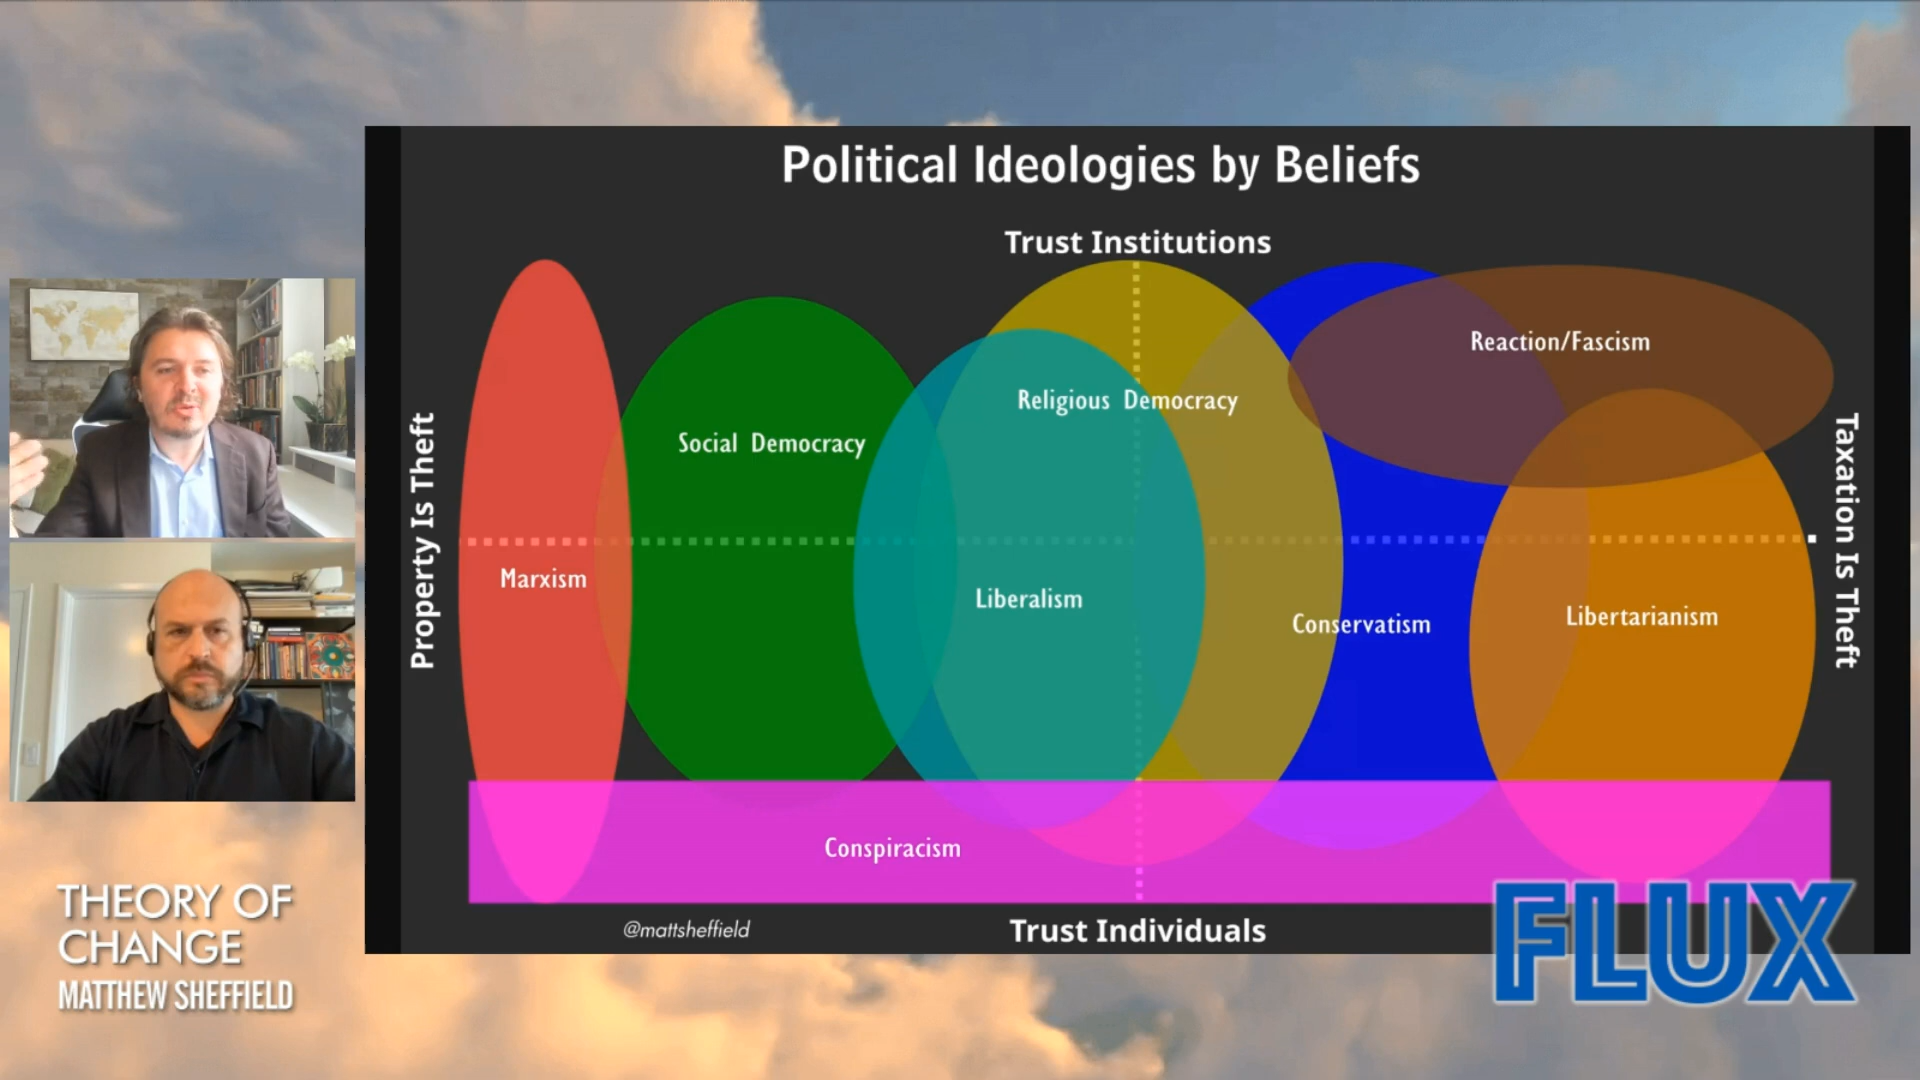 Political Ideologies by Beliefs
Trust Institutions
Reaction/Fascism
Religious Democracy
Social Democracy
Property Is Theft
Taxation Is Theft
Marxism
Liberalism
Conservatism
Libertarianism
Conspiracism
@mattsheffield
Trust Individuals
THEORY OF
CHANGE
MATTHEW SHEFFIELD
FLUX